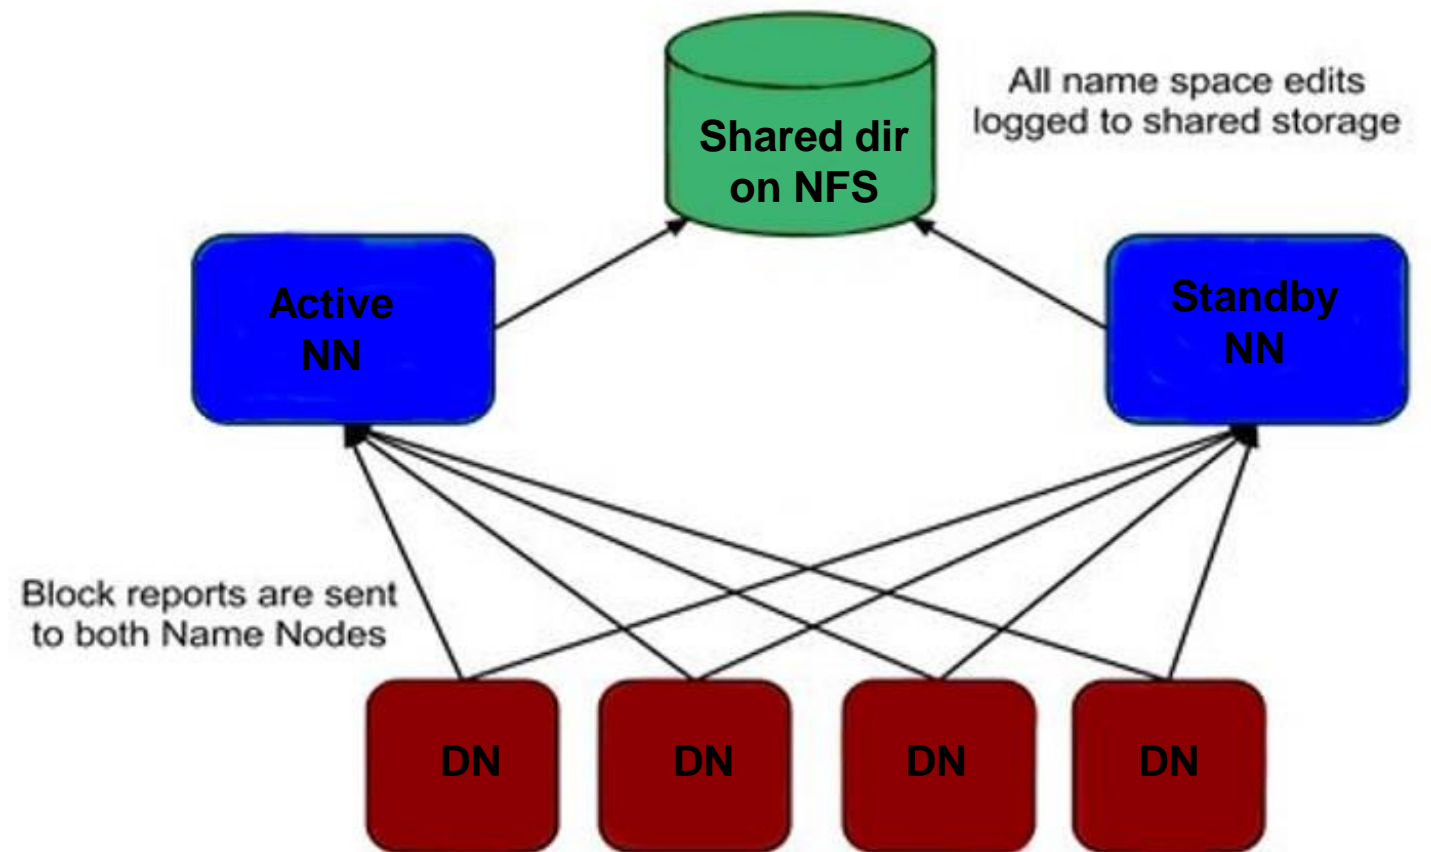 Shared dir
on NFS
All name space edits
logged to shared storage
Active
NN
Standby
NN
Block reports are sent
to both Name Nodes
DN
DN
DN
DN